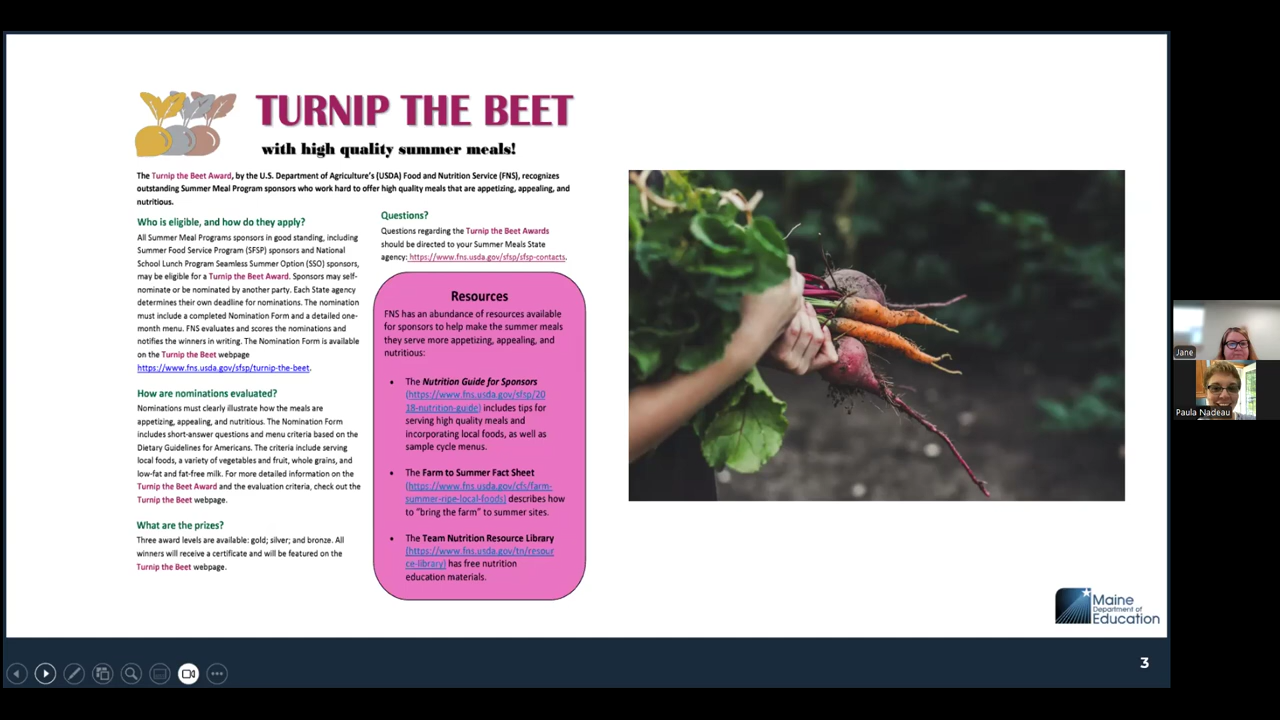 TURNIP THE BEET
with high quality summer meals!
The Turnip the Beet Award, by the U.S. Department of Agriculture's (USDA) Food and Nutrition Service (FNS), recognizes
outstanding Summer Meal Program sponsors who work hard to offer high quality meals that are appetizing, appealing, and
nutritious.
Who is eligible, and how do they apply?
All Summer Meal Programs sponsors in good standing, including
Summer Food Service Program (SFSP) sponsors and National
School Lunch Program Seamless Summer Option (SSO) sponsors,
may be eligible for a Turnip the Beet Award. Sponsors may self-
nominate or be nominated by another party. Each State agency
determines their own deadline for nominations. The nomination
must include a completed Nomination Form and a detailed one-
month menu. FNS evaluates and scores the nominations and
notifies the winners in writing. The Nomination Form is available
on the Turnip the Beet webpage
https://www.fns.usda.gov/sfsp/turnip-the-beet.
How are nominations evaluated?
Nominations must clearly illustrate how the meals are
appetizing, appealing, and nutritious. The Nomination Form
includes short-answer questions and menu criteria based on the
Dietary Guidelines for Americans. The criteria include serving
local foods, a variety of vegetables and fruit, whole grains, and
low-fat and fat-free milk. For more detailed information on the
Turnip the Beet Award and the evaluation criteria, check out the
Turnip the Beet webpage.
What are the prizes?
Three award levels are available: gold; silver; and bronze. All
winners will receive a certificate and will be featured on the
Turnip the Beet webpage.
Questions?
Questions regarding the Turnip the Beet Awards
should be directed to your Summer Meals State
agency: https://www.fns.usda.gov/sfsp/sfsp-contacts.
Resources
FNS has an abundance of resources available
for sponsors to help make the summer meals
they serve more appetizing, appealing, and
nutritious:
• The Nutrition Guide for Sponsors
(https://www.fns.usda.gov/sfsp/20
18-nutrition-guide) includes tips for
serving high quality meals and
incorporating local foods, as well as
sample cycle menus.
• The Farm to Summer Fact Sheet
(https://www.fns.usda.gov/cfs/farm-
summer-ripe-local-foods) describes how
to "bring the farm" to summer sites.
• The Team Nutrition Resource Library
(https://www.fns.usda.gov/tn/resour
ce-library) has free nutrition
education materials.
Maine
Department of
Education
3
Jane
Paula Nadeau